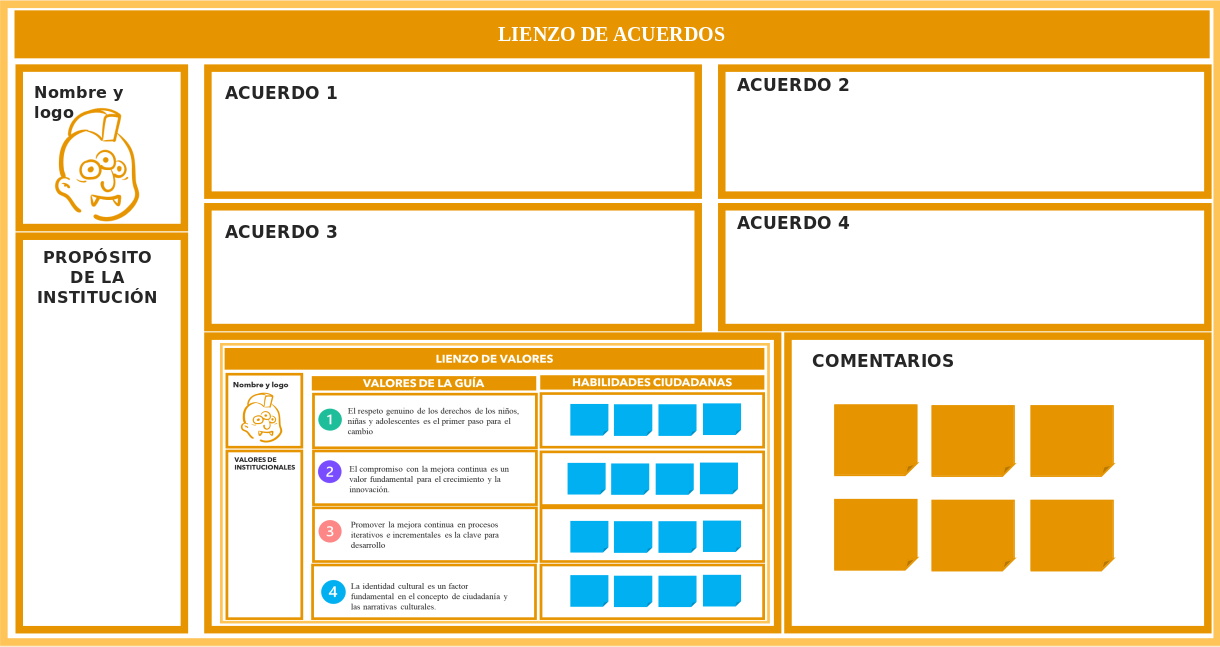 LIENZO DE ACUERDOS
Nombre y
logo
ACUERDO 1
ACUERDO 2
ACUERDO 3
ACUERDO 4
PROPÓSITO
DE LA
INSTITUCIÓN
LIENZO DE VALORES
Nombre y logo
VALORES DE LA GUÍA
HABILIDADES CIUDADANAS
1
El respeto genuino de los derechos de los niños,
niñas y adolescentes es el primer paso para el
cambio
VALORES DE
INSTITUCIONALES
2
El compromiso con la mejora continua es un
valor fundamental para el crecimiento y la
innovación.
3
Promover la mejora continua en procesos
iterativos e incrementales es la clave para
desarrollo
4
La identidad cultural es un factor
fundamental en el concepto de ciudadanía y
las narrativas culturales.
COMENTARIOS